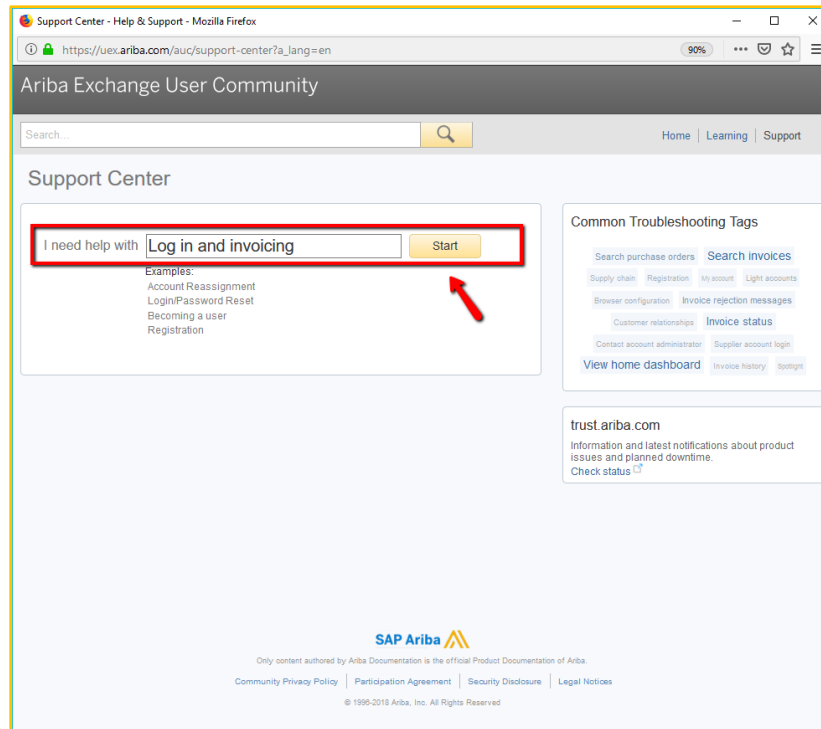 Support Center - Help & Support - Mozilla Firefox
https://uex.ariba.com/auc/support-center?a_lang=en
90%
Ariba Exchange User Community
Search...
Home | Learning | Support
Support Center
I need help with Log in and invoicing Start
Examples:
Account Reassignment
Login/Password Reset
Becoming a user
Registration
Common Troubleshooting Tags
Search purchase orders Search invoices
Supply chain Registration My account Light accounts
Browser configuration Invoice rejection messages
Customer relationships Invoice status
Contact account administrator Supplier account login
View home dashboard Invoice history Spotlight
trust.ariba.com
Information and latest notifications about product
issues and planned downtime.
Check status
SAP Ariba
Only content authored by Ariba Documentation is the official Product Documentation of Ariba.
Community Privacy Policy | Participation Agreement | Security Disclosure | Legal Notices
© 1996-2018 Ariba, Inc. All Rights Reserved